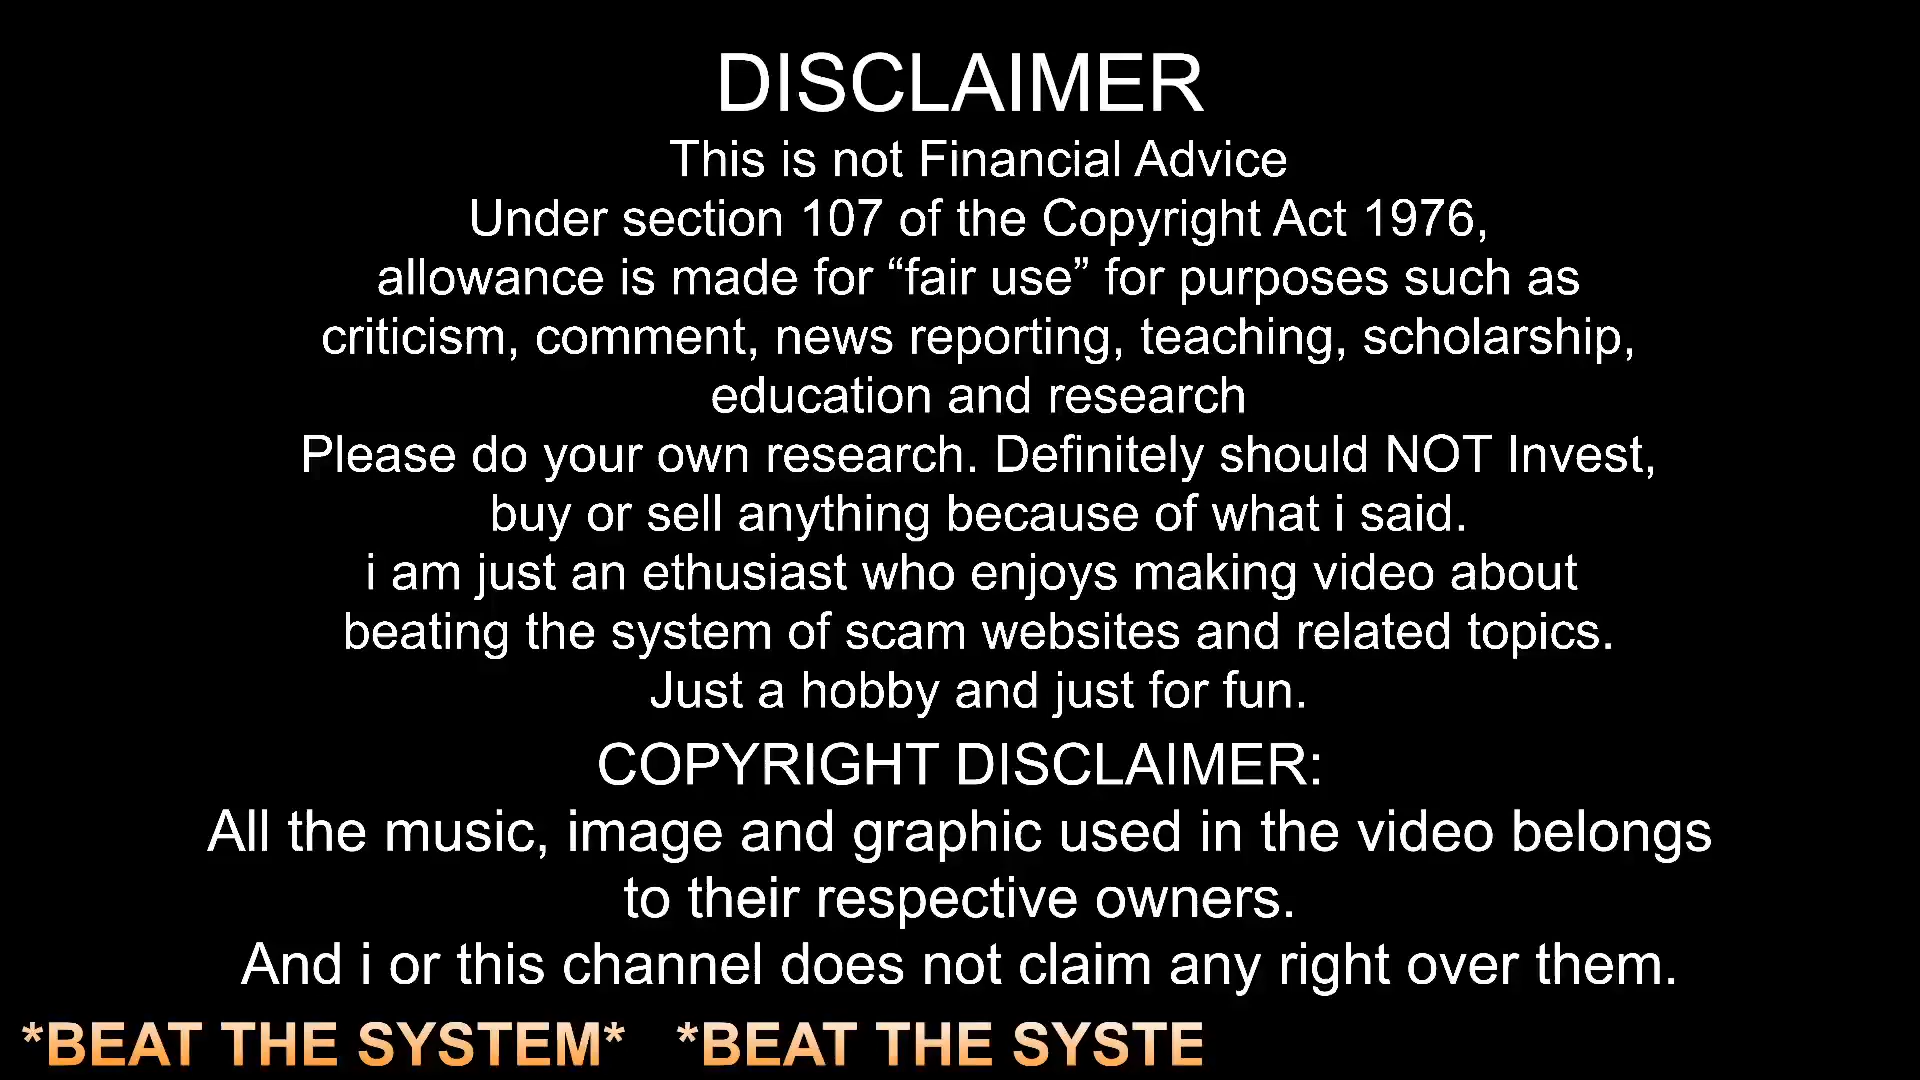 DISCLAIMER
This is not Financial Advice
Under section 107 of the Copyright Act 1976,
allowance is made for “fair use” for purposes such as
criticism, comment, news reporting, teaching, scholarship,
education and research
Please do your own research. Definitely should NOT Invest,
buy or sell anything because of what i said.
i am just an ethusiast who enjoys making video about
beating the system of scam websites and related topics.
Just a hobby and just for fun.
COPYRIGHT DISCLAIMER:
All the music, image and graphic used in the video belongs
to their respective owners.
And i or this channel does not claim any right over them.
*BEAT THE SYSTEM* *BEAT THE SYSTE